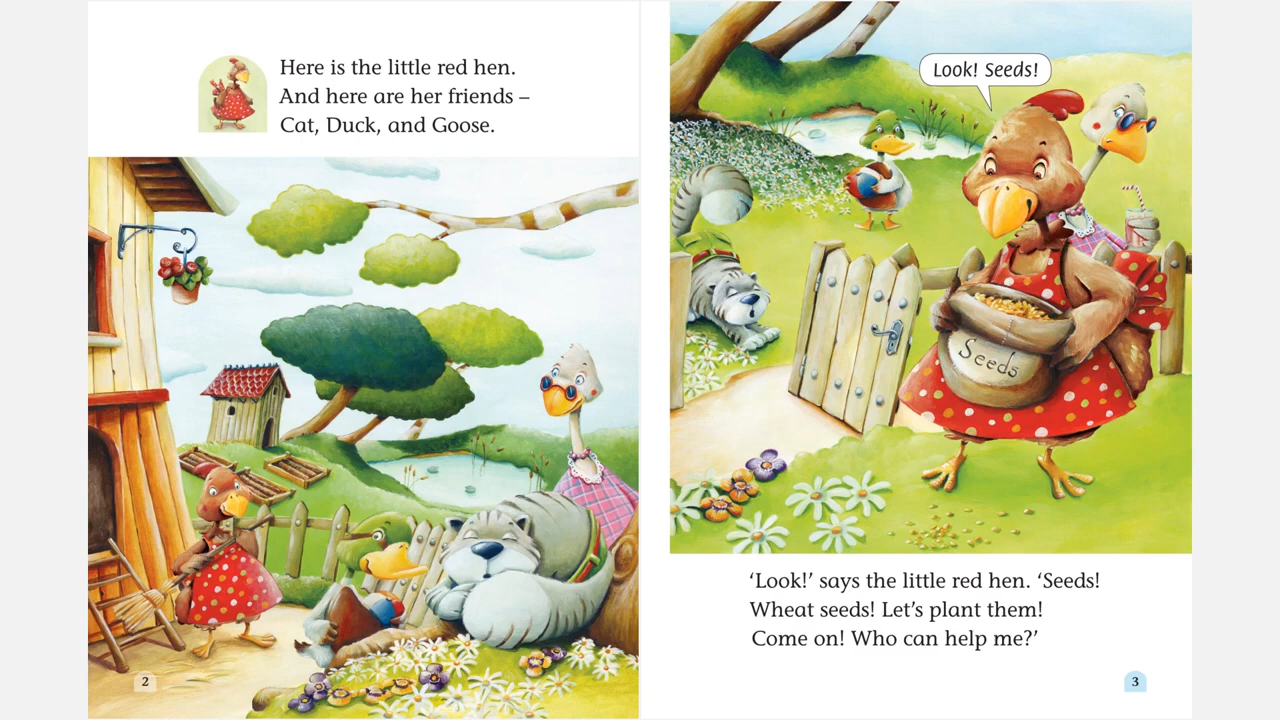 Here is the little red hen.
And here are her friends –
Cat, Duck, and Goose.
2
Look! Seeds!
Seeds
‘Look!’ says the little red hen. ‘Seeds!
Wheat seeds! Let’s plant them!
Come on! Who can help me?’
3